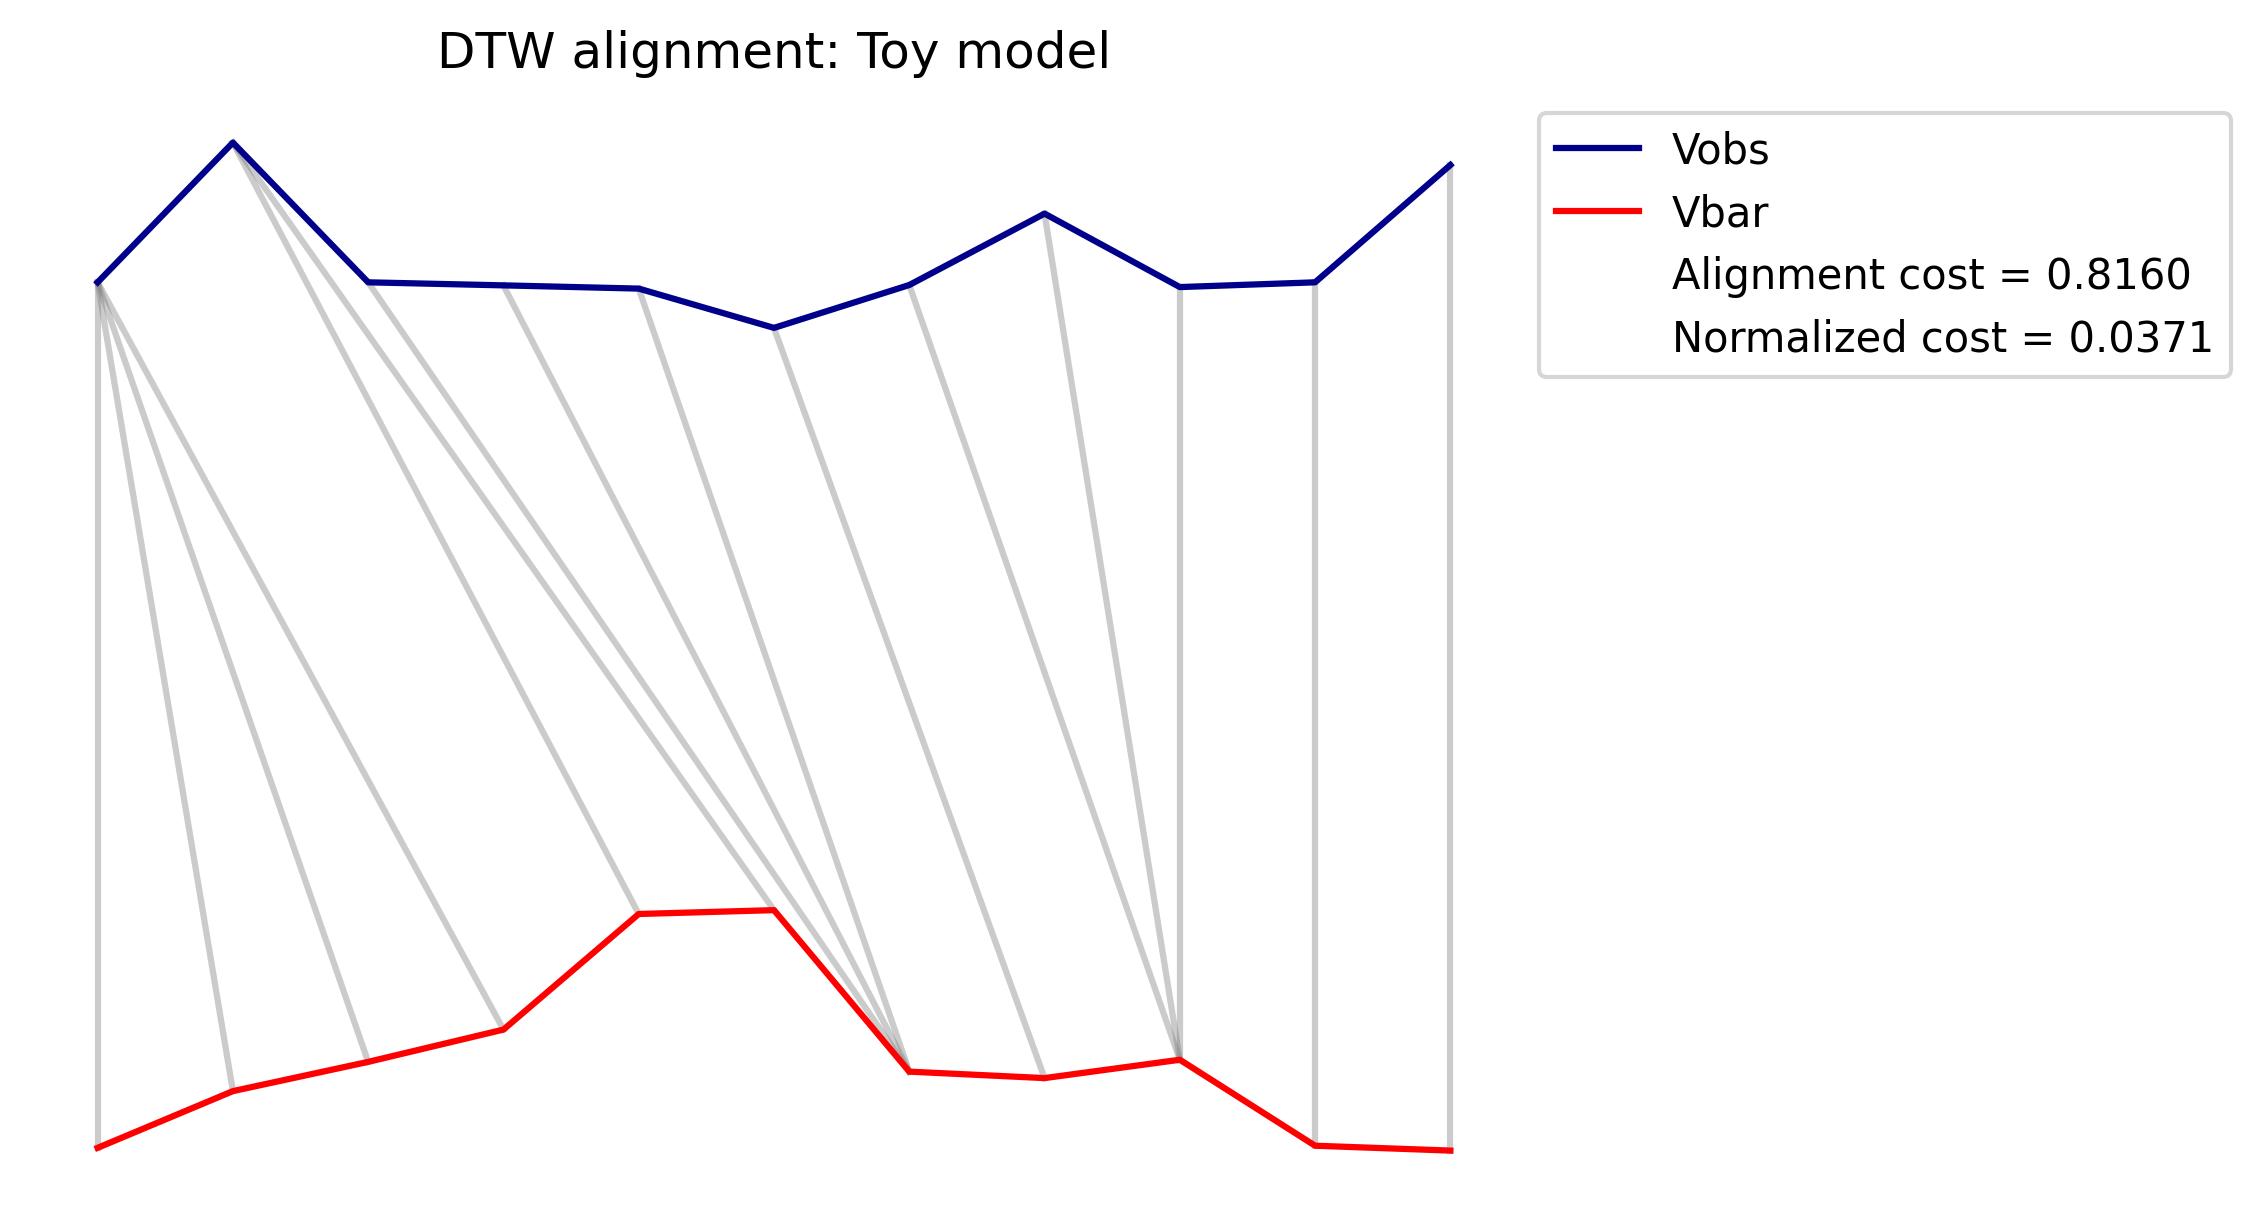 DTW alignment: Toy model
Vobs
Vbar
Alignment cost = 0.8160
Normalized cost = 0.0371